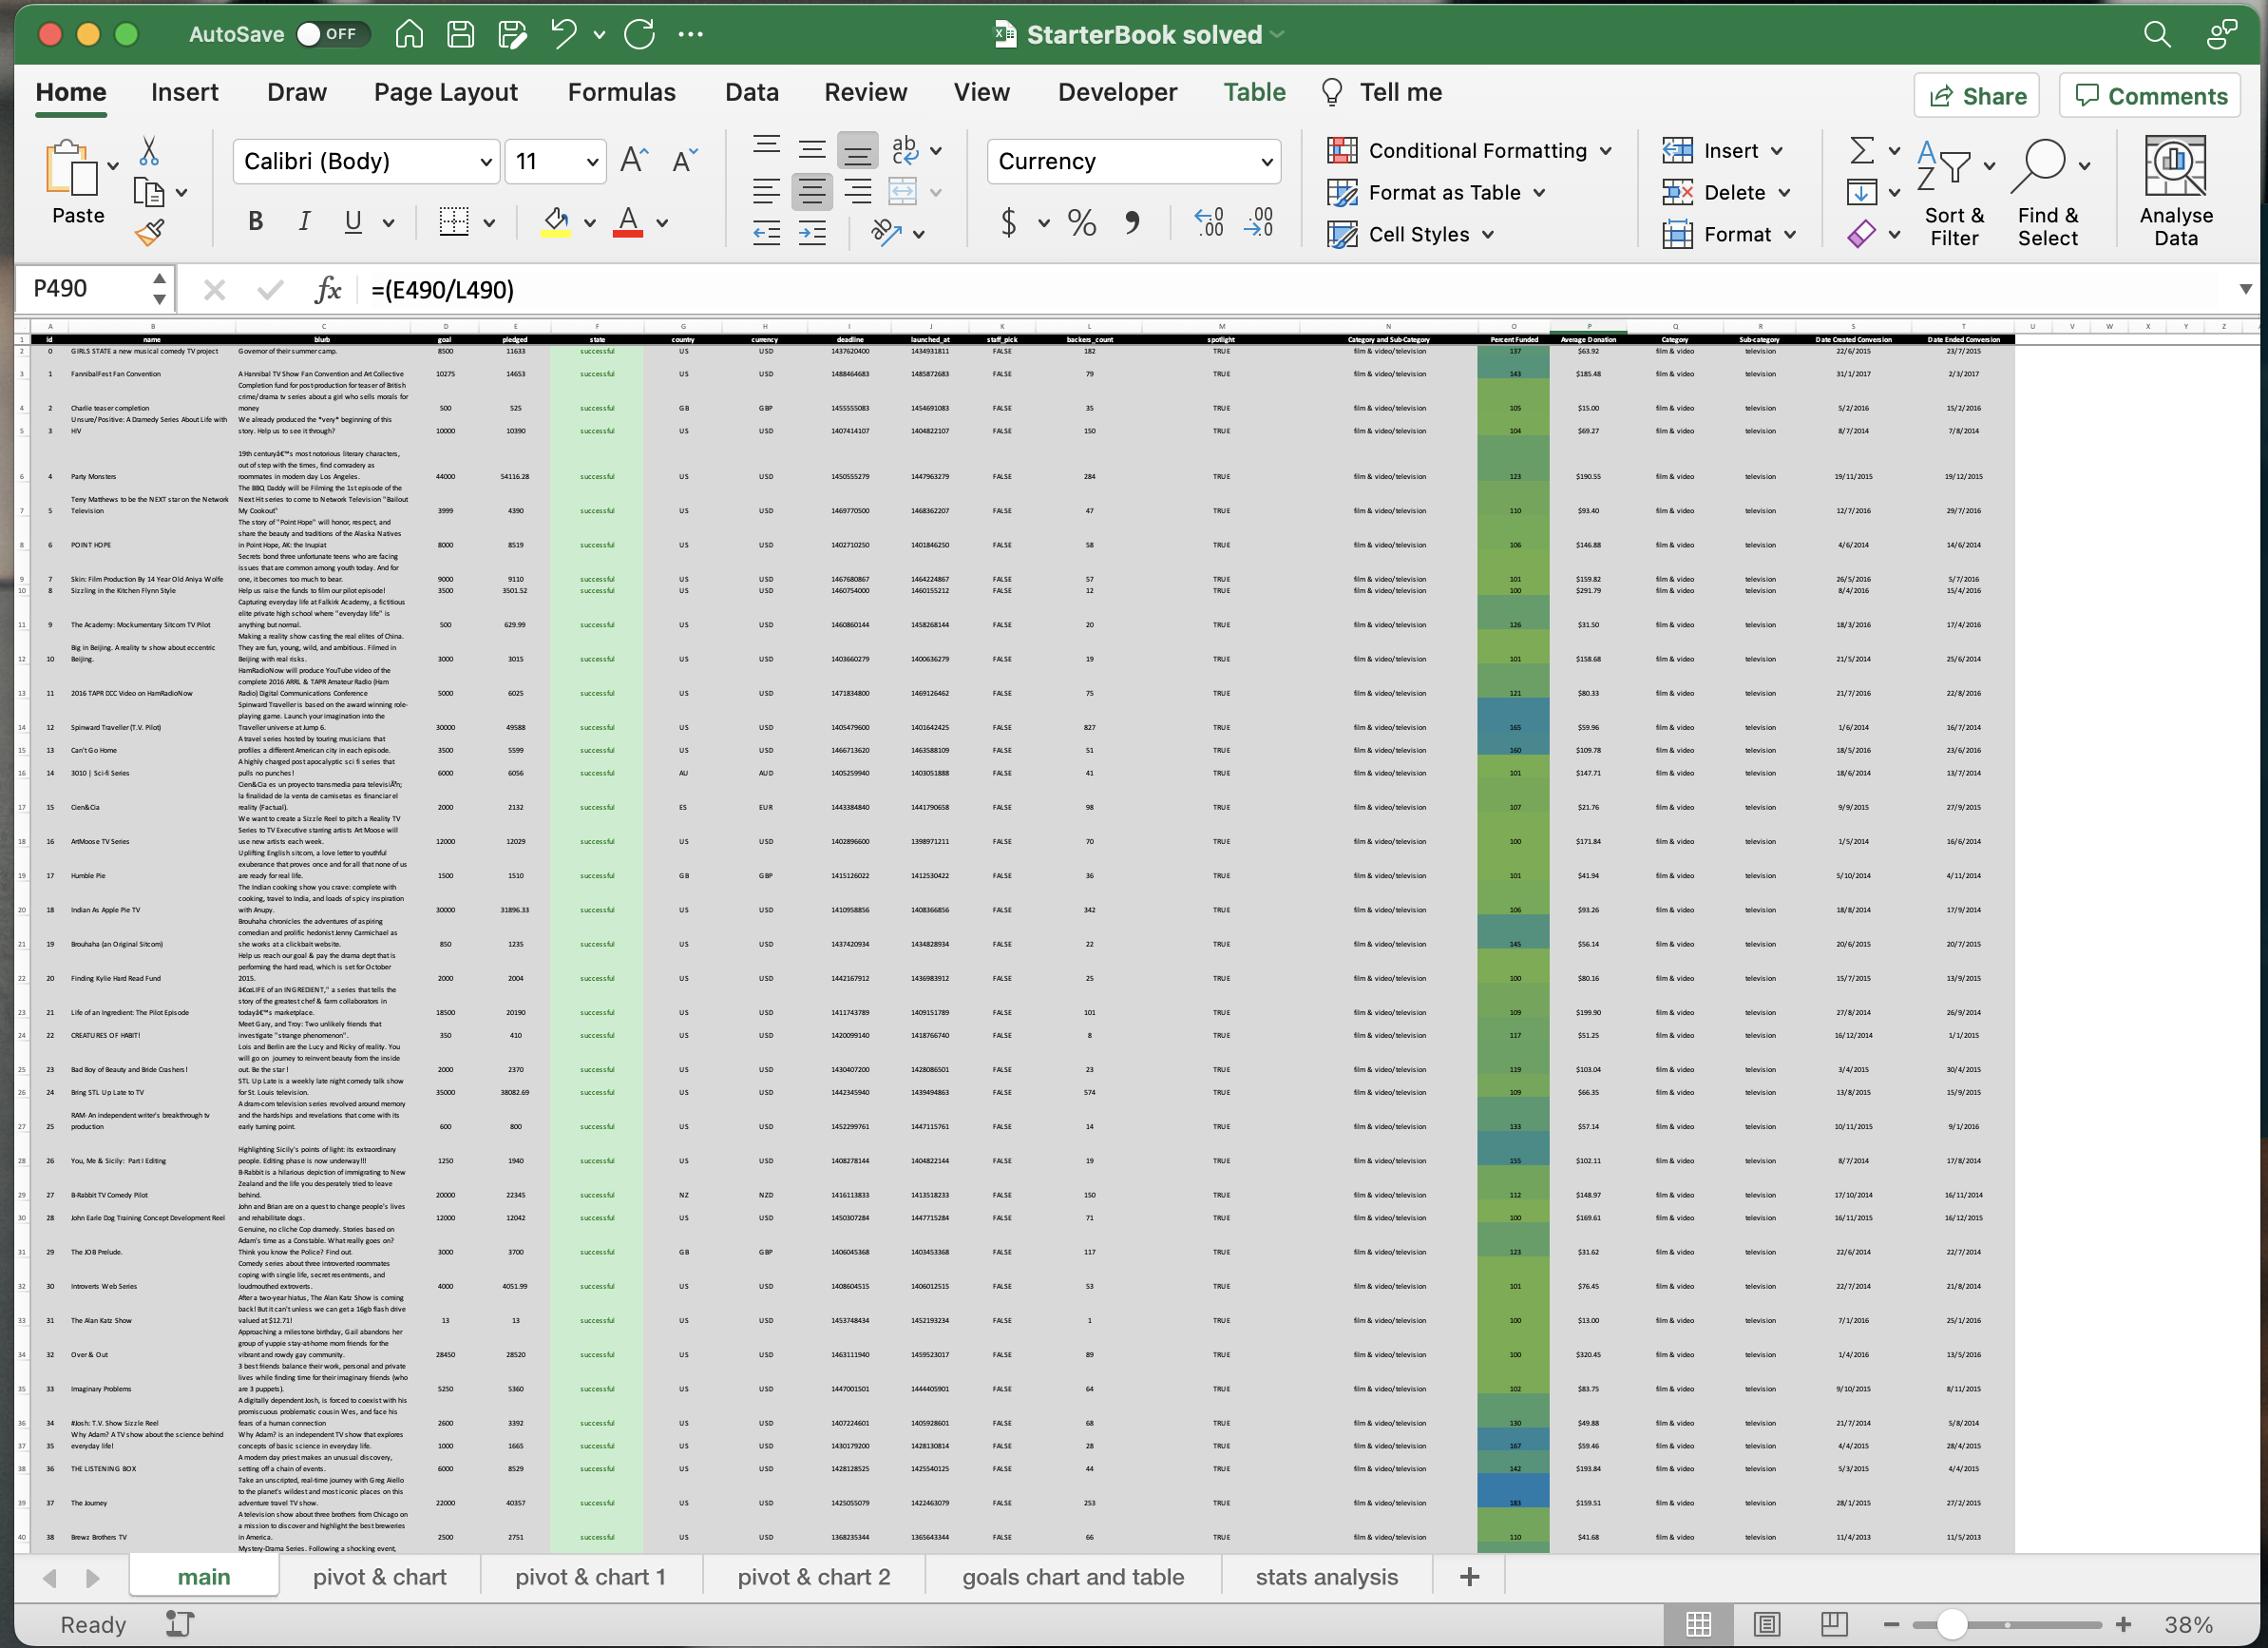 AutoSave OFF StarterBook solved
Home Insert Draw Page Layout Formulas Data Review View Developer Table Tell me Share Comments
Paste Calibri (Body) 11 Currency Conditional Formatting Format as Table Cell Styles Insert Delete Format Sort & Filter Find & Select Analyse Data
P490 =(E490/L490)
A B C D E F G H I J K L M N O P Q R S T U V W X Y Z
1 id name blurb goal pledged state country currency deadline launched_at staff_pick backers_count spotlight Category and Sub-Category Percent Funded Average Donation Category Sub-category Date Created Conversion Date Ended Conversion
2 0 GIRLS STATE a new musical comedy TV project Governor of their summer camp. 8500 11633 successful US USD 1437620400 1434931811 FALSE 182 TRUE film & video/television 137 $63.92 film & video television 22/6/2015 23/7/2015
3 1 FannibalFest Fan Convention A Hannibal TV Show Fan Convention and Art Collective 10275 14653 successful US USD 1488464683 1485872683 FALSE 79 TRUE film & video/television 143 $185.48 film & video television 31/1/2017 2/3/2017
4 2 Charlie teaser completion Completion fund for post-production for teaser of British crime/drama tv series about a girl who sells morals for money 500 525 successful GB GBP 1455555083 1454691083 FALSE 35 TRUE film & video/television 105 $15.00 film & video television 5/2/2016 15/2/2016
5 3 Unsure/Positive: A Dramedy Series About Life with HIV We already produced the *very* beginning of this story. Help us to see it through? 10000 10390 successful US USD 1407414107 1404822107 FALSE 150 TRUE film & video/television 104 $69.27 film & video television 8/7/2014 7/8/2014
6 4 Party Monsters 19th centuryâ€™s most notorious literary characters, out of step with the times, find comradery as roommates in modern day Los Angeles. 44000 54116.28 successful US USD 1450555279 1447963279 FALSE 284 TRUE film & video/television 123 $190.55 film & video television 19/11/2015 19/12/2015
7 5 Terry Matthews to be the NEXT star on the Network Television The BBQ Daddy will be Filming the 1st episode of the Next Hit series to come to Network Television "Bailout My Cookout" 3999 4390 successful US USD 1469770500 1468362207 FALSE 47 TRUE film & video/television 110 $93.40 film & video television 12/7/2016 29/7/2016
8 6 POINT HOPE The story of "Point Hope" will honor, respect, and share the beauty and traditions of the Alaska Natives in Point Hope, AK: the Inupiat 8000 8519 successful US USD 1402710250 1401846250 FALSE 58 TRUE film & video/television 106 $146.88 film & video television 4/6/2014 14/6/2014
9 7 Skin: Film Production By 14 Year Old Aniya Wolfe Secrets bond three unfortunate teens who are facing issues that are common among youth today. And for one, it becomes too much to bear. 9000 9110 successful US USD 1467680867 1464224867 FALSE 57 TRUE film & video/television 101 $159.82 film & video television 26/5/2016 5/7/2016
10 8 Sizzling in the Kitchen Flynn Style Help us raise the funds to film our pilot episode! 3500 3501.52 successful US USD 1460754000 1460155212 FALSE 12 TRUE film & video/television 100 $291.79 film & video television 8/4/2016 15/4/2016
11 9 The Academy: Mockumentary Sitcom TV Pilot Capturing everyday life at Falkirk Academy, a fictitious elite private high school where "everyday life" is anything but normal. 500 629.99 successful US USD 1460860144 1458268144 FALSE 20 TRUE film & video/television 126 $31.50 film & video television 18/3/2016 17/4/2016
12 10 Big in Beijing. A reality tv show about eccentric Beijing. Making a reality show casting the real elites of China. They are fun, young, wild, and ambitious. Filmed in Beijing with real risks. 3000 3015 successful US USD 1403660279 1400636279 FALSE 19 TRUE film & video/television 101 $158.68 film & video television 21/5/2014 25/6/2014
13 11 2016 TAPR DCC Video on HamRadioNow HamRadioNow will produce YouTube video of the complete 2016 ARRL & TAPR Amateur Radio (Ham Radio) Digital Communications Conference 5000 6025 successful US USD 1471834800 1469126462 FALSE 75 TRUE film & video/television 121 $80.33 film & video television 21/7/2016 22/8/2016
14 12 Spinward Traveller (T.V. Pilot) Spinward Traveller is based on the award winning role-playing game. Launch your imagination into the Traveller universe at Jump 6. 30000 49588 successful US USD 1405479600 1401642425 FALSE 827 TRUE film & video/television 165 $59.96 film & video television 1/6/2014 16/7/2014
15 13 Can't Go Home A travel series hosted by touring musicians that profiles a different American city in each episode. 3500 5599 successful US USD 1466713620 1463588109 FALSE 51 TRUE film & video/television 160 $109.78 film & video television 18/5/2016 23/6/2016
16 14 3010 | Sci-fi Series A highly charged post apocalyptic sci fi series that pulls no punches! 6000 6056 successful AU AUD 1405259940 1403051888 FALSE 41 TRUE film & video/television 101 $147.71 film & video television 18/6/2014 13/7/2014
17 15 Cien&Cia Cien&Cia es un proyecto transmedia para la finalidad de la venta de camisetas es financiar el reality (Factual). 2000 2132 successful ES EUR 1443384840 1441790658 FALSE 98 TRUE film & video/television 107 $21.76 film & video television 9/9/2015 27/9/2015
18 16 ArtMoose TV Series We want to create a Sizzle Reel to pitch a Reality TV Series to TV Executive starring artists Art Moose will use new artists each week. 12000 12029 successful US USD 1402896600 1398971211 FALSE 70 TRUE film & video/television 100 $171.84 film & video television 1/5/2014 16/6/2014
19 17 Humble Pie Uplifting English sitcom, a love letter to youthful exuberance that proves once and for all that none of us are ready for real life. 1500 1510 successful GB GBP 1415126022 1412530422 FALSE 36 TRUE film & video/television 101 $41.94 film & video television 5/10/2014 4/11/2014
20 18 Indian As Apple Pie TV The Indian cooking show you crave: complete with cooking, travel to India, and loads of spicy inspiration with Anupy. 30000 31896.33 successful US USD 1410958856 1408366856 FALSE 342 TRUE film & video/television 106 $93.26 film & video television 18/8/2014 17/9/2014
21 19 Brouhaha (an Original Sitcom) Brouhaha chronicles the adventures of aspiring comedian and prolific hedonist Jenny Carmichael as she works at a clickbait website. 850 1235 successful US USD 1437420934 1434828934 FALSE 22 TRUE film & video/television 145 $56.14 film & video television 20/6/2015 20/7/2015
22 20 Finding Kylie Hard Read Fund Help us reach our goal & pay the drama dept that is performing the hard read, which is set for October 2015. 2000 2004 successful US USD 1442167912 1436983912 FALSE 25 TRUE film & video/television 100 $80.16 film & video television 15/7/2015 13/9/2015
23 21 Life of an Ingredient: The Pilot Episode â€œLIFE of an INGREDIENT," a series that tells the story of the greatest chef & farm collaborators in todayâ€™s marketplace. 18500 20190 successful US USD 1411743789 1409151789 FALSE 101 TRUE film & video/television 109 $199.90 film & video television 27/8/2014 26/9/2014
24 22 CREATURES OF HABIT! Meet Gary, and Troy: Two unlikely friends that investigate "strange phenomenon". 350 410 successful US USD 1420099140 1418766740 FALSE 8 TRUE film & video/television 117 $51.25 film & video television 16/12/2014 1/1/2015
25 23 Bad Boy of Beauty and Bride Crashers! Lois and Berlin are the Lucy and Ricky of reality. You will go on journey to reinvent beauty from the inside out. Be the star! 2000 2370 successful US USD 1430407200 1428086501 FALSE 23 TRUE film & video/television 119 $103.04 film & video television 3/4/2015 30/4/2015
26 24 Bring STL Up Late to TV STL Up Late is a weekly late night comedy talk show for St. Louis television. 35000 38082.69 successful US USD 1442345940 1439494863 FALSE 574 TRUE film & video/television 109 $66.35 film & video television 13/8/2015 15/9/2015
27 25 RAM- An independent writer's breakthrough tv production A dram-com television series revolved around memory and the hardships and revelations that come with its early turning point. 600 800 successful US USD 1452299761 1447115761 FALSE 14 TRUE film & video/television 133 $57.14 film & video television 10/11/2015 9/1/2016
28 26 You, Me & Sicily: Part I Editing Highlighting Sicily's points of light: its extraordinary people. Editing phase is now underway!!! 1250 1940 successful US USD 1408278144 1404822144 FALSE 19 TRUE film & video/television 155 $102.11 film & video television 8/7/2014 17/8/2014
29 27 B-Rabbit TV Comedy Pilot B-Rabbit is a hilarious depiction of immigrating to New Zealand and the life you desperately tried to leave behind. 20000 22345 successful NZ NZD 1416113833 1413518233 FALSE 150 TRUE film & video/television 112 $148.97 film & video television 17/10/2014 16/11/2014
30 28 John Earle Dog Training Concept Development Reel John and Brian are on a quest to change people's lives and rehabilitate dogs. 12000 12042 successful US USD 1450307284 1447715284 FALSE 71 TRUE film & video/television 100 $169.61 film & video television 16/11/2015 16/12/2015
31 29 The JOB Prelude. Genuine, no cliche Cop dramedy. Stories based on Adam's time as a Constable. What really goes on? Think you know the Police? Find out. 3000 3700 successful GB GBP 1406045368 1403453368 FALSE 117 TRUE film & video/television 123 $31.62 film & video television 22/6/2014 22/7/2014
32 30 Introverts Web Series Comedy series about three introverted roommates coping with single life, secret resentments, and loudmouthed extroverts. 4000 4051.99 successful US USD 1408604515 1406012515 FALSE 53 TRUE film & video/television 101 $76.45 film & video television 22/7/2014 21/8/2014
33 31 The Alan Katz Show After a two-year hiatus, The Alan Katz Show is coming back! But it can't unless we can get a 16gb flash drive valued at $12.71! 13 13 successful US USD 1453748434 1452193234 FALSE 1 TRUE film & video/television 100 $13.00 film & video television 7/1/2016 25/1/2016
34 32 Over & Out Approaching a milestone birthday, Gail abandons her group of yuppie stay-at-home mom friends for the vibrant and rowdy gay community. 28450 28520 successful US USD 1463111940 1459523017 FALSE 89 TRUE film & video/television 100 $320.45 film & video television 1/4/2016 13/5/2016
35 33 Imaginary Problems 3 best friends balance their work, personal and private lives while finding time for their imaginary friends (who are 3 puppets). 5250 5360 successful US USD 1447001501 1444405901 FALSE 64 TRUE film & video/television 102 $83.75 film & video television 9/10/2015 8/11/2015
36 34 #Josh: T.V. Show Sizzle Reel A digitally dependent Josh, is forced to coexist with his promiscuous problematic cousin Wes, and face his fears of a human connection 2600 3392 successful US USD 1407224601 1405928601 FALSE 68 TRUE film & video/television 130 $49.88 film & video television 21/7/2014 5/8/2014
37 35 Why Adam? A TV show about the science behind everyday life! Why Adam? is an independent TV show that explores concepts of basic science in everyday life. 1000 1665 successful US USD 1430179200 1428130814 FALSE 28 TRUE film & video/television 167 $59.46 film & video television 4/4/2015 28/4/2015
38 36 THE LISTENING BOX A modern day priest makes an unusual discovery, setting off a chain of events. 6000 8529 successful US USD 1428128525 1425540125 FALSE 44 TRUE film & video/television 142 $193.84 film & video television 5/3/2015 4/4/2015
39 37 The Journey Take an unscripted, real-time journey with Greg Aiello to the planet's wildest and most iconic places on this adventure travel TV show. 22000 40357 successful US USD 1425055079 1422463079 FALSE 253 TRUE film & video/television 183 $159.51 film & video television 28/1/2015 27/2/2015
40 38 Brewz Brothers TV A television show about three brothers from Chicago on a mission to discover and highlight the best breweries in America. 2500 2751 successful US USD 1368235344 1365643344 FALSE 66 TRUE film & video/television 110 $41.68 film & video television 11/4/2013 11/5/2013
Mystery-Drama Series. Following a shocking event,
main pivot & chart pivot & chart 1 pivot & chart 2 goals chart and table stats analysis +
Ready 38%